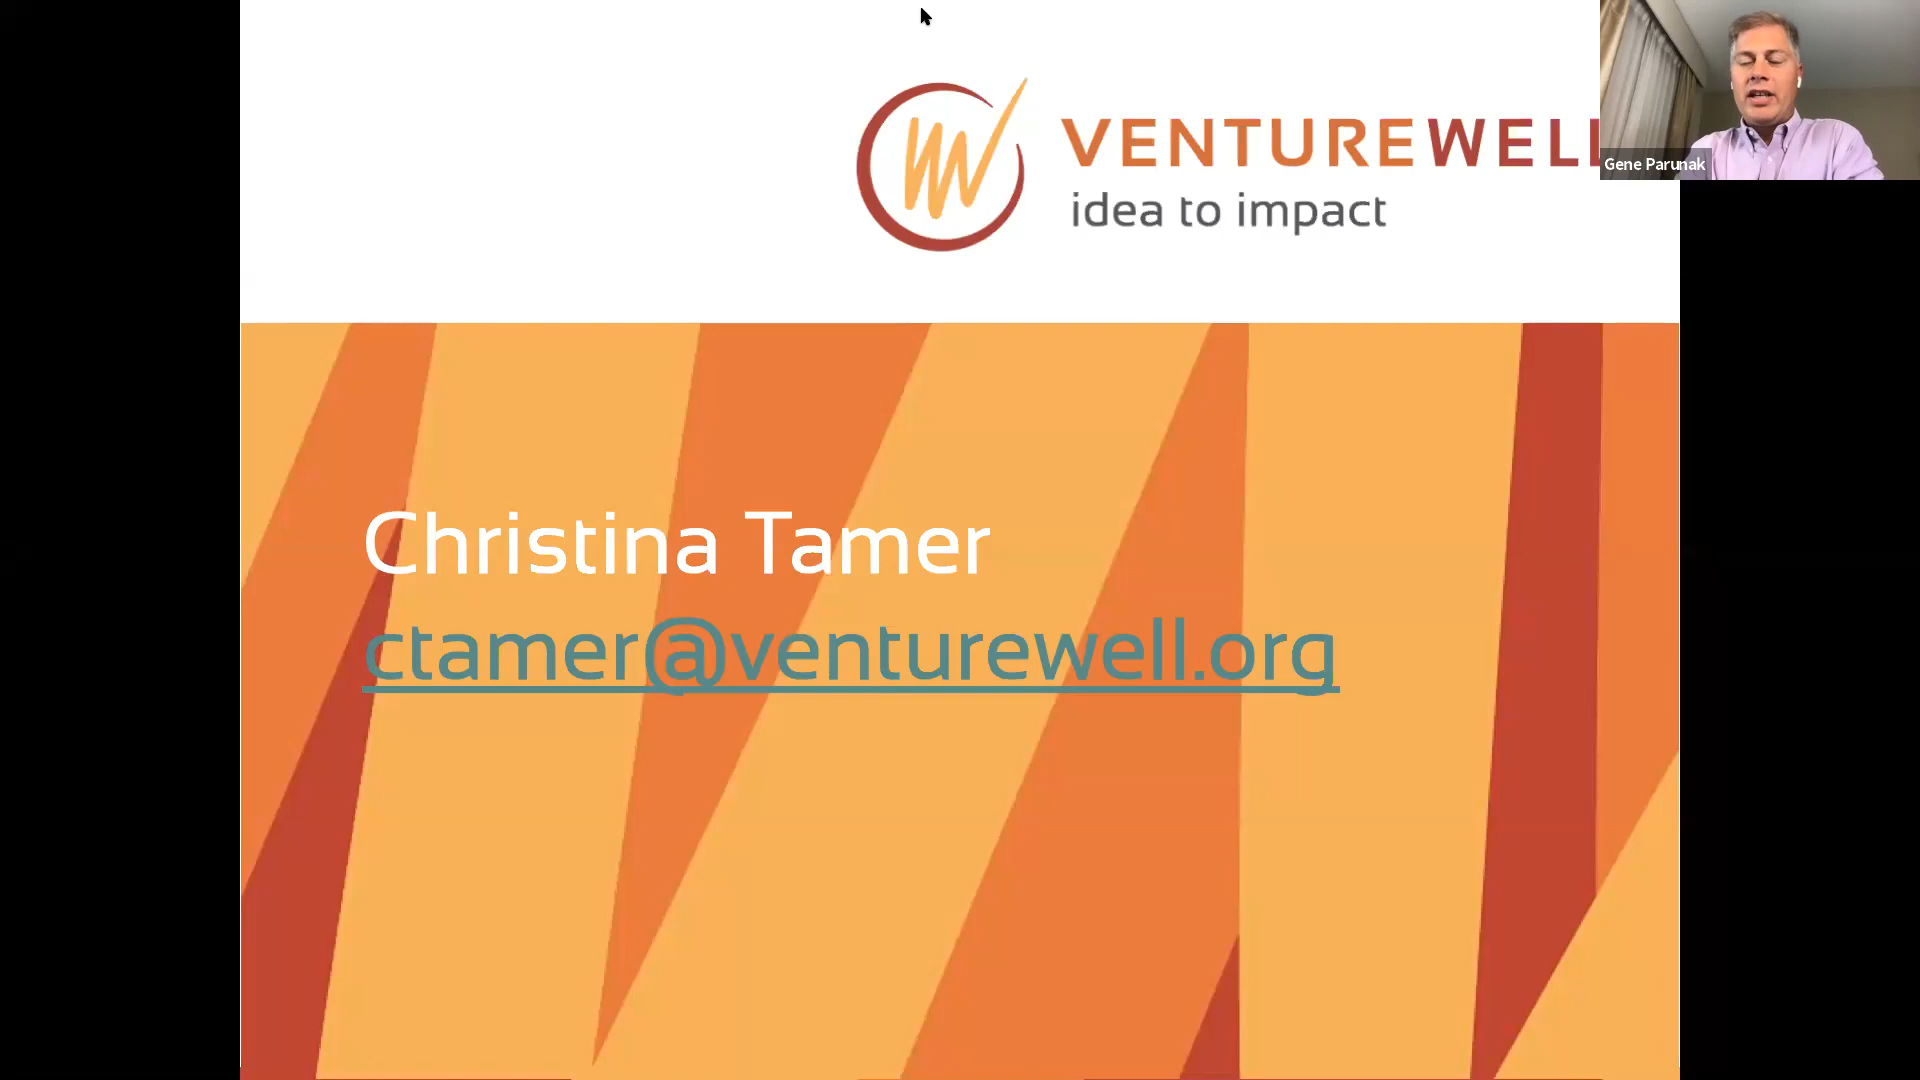 VENTUREWELL
idea to impact
Gene Parunak
Christina Tamer
ctamer@venturewell.org